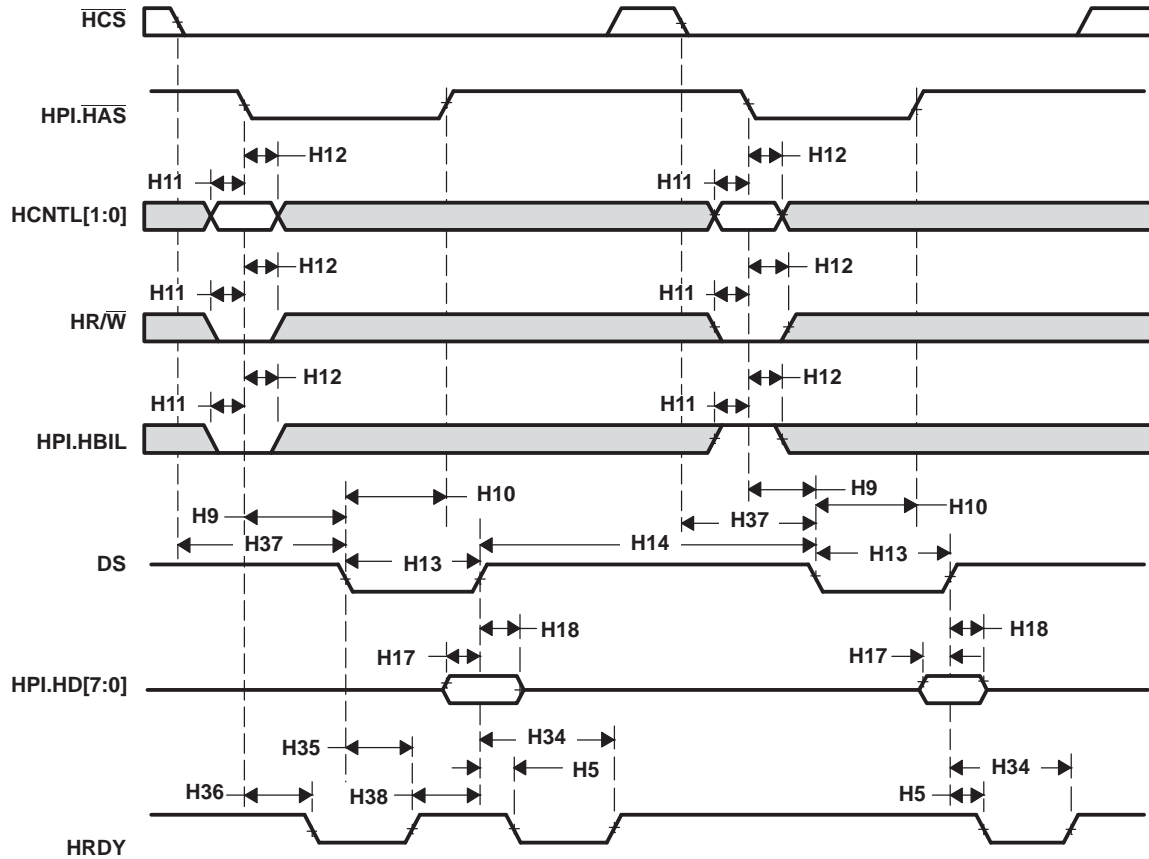 HCS
HPI.HAS
H12 H12
H11 H11
HCNTL[1:0]
H12 H12
H11 H11
HR/W
H12 H12
H11 H11
HPI.HBIL
H10 H9
H9 H10
H37 H37
H14
DS H13 H13
H18 H18
H17 H17
HPI.HD[7:0]
H34
H35
H5 H34
H36 H38 H5
HRDY